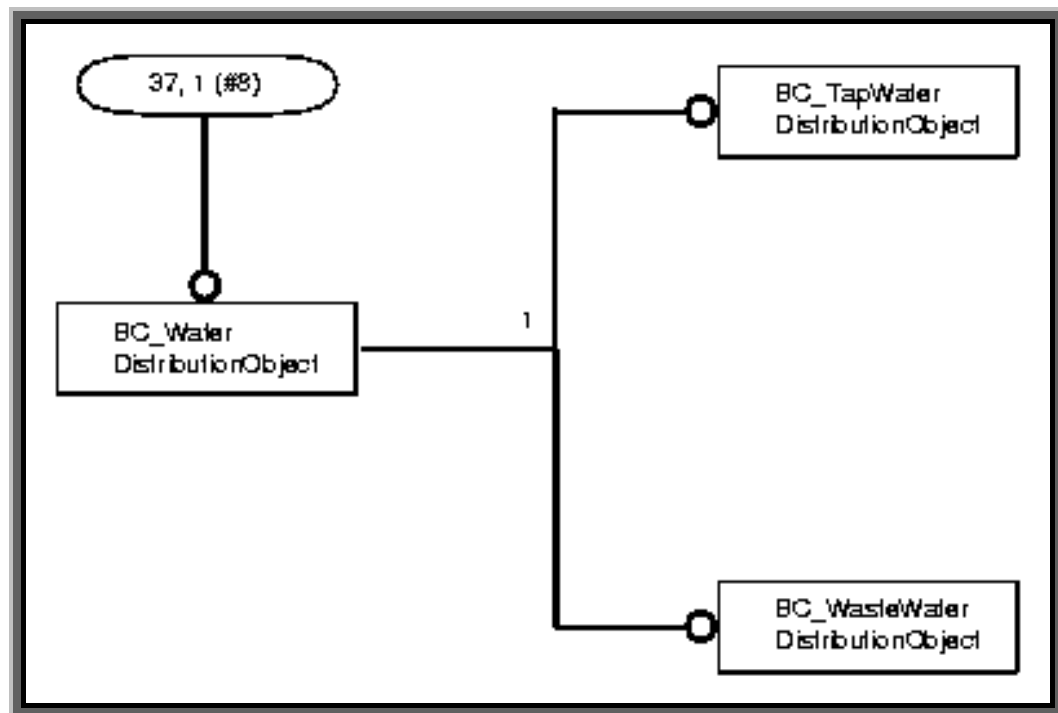 37, 1 (#8)
BC_TapWater
DistributionObject
BC_Water
DistributionObject
1
BC_WasteWater
DistributionObject